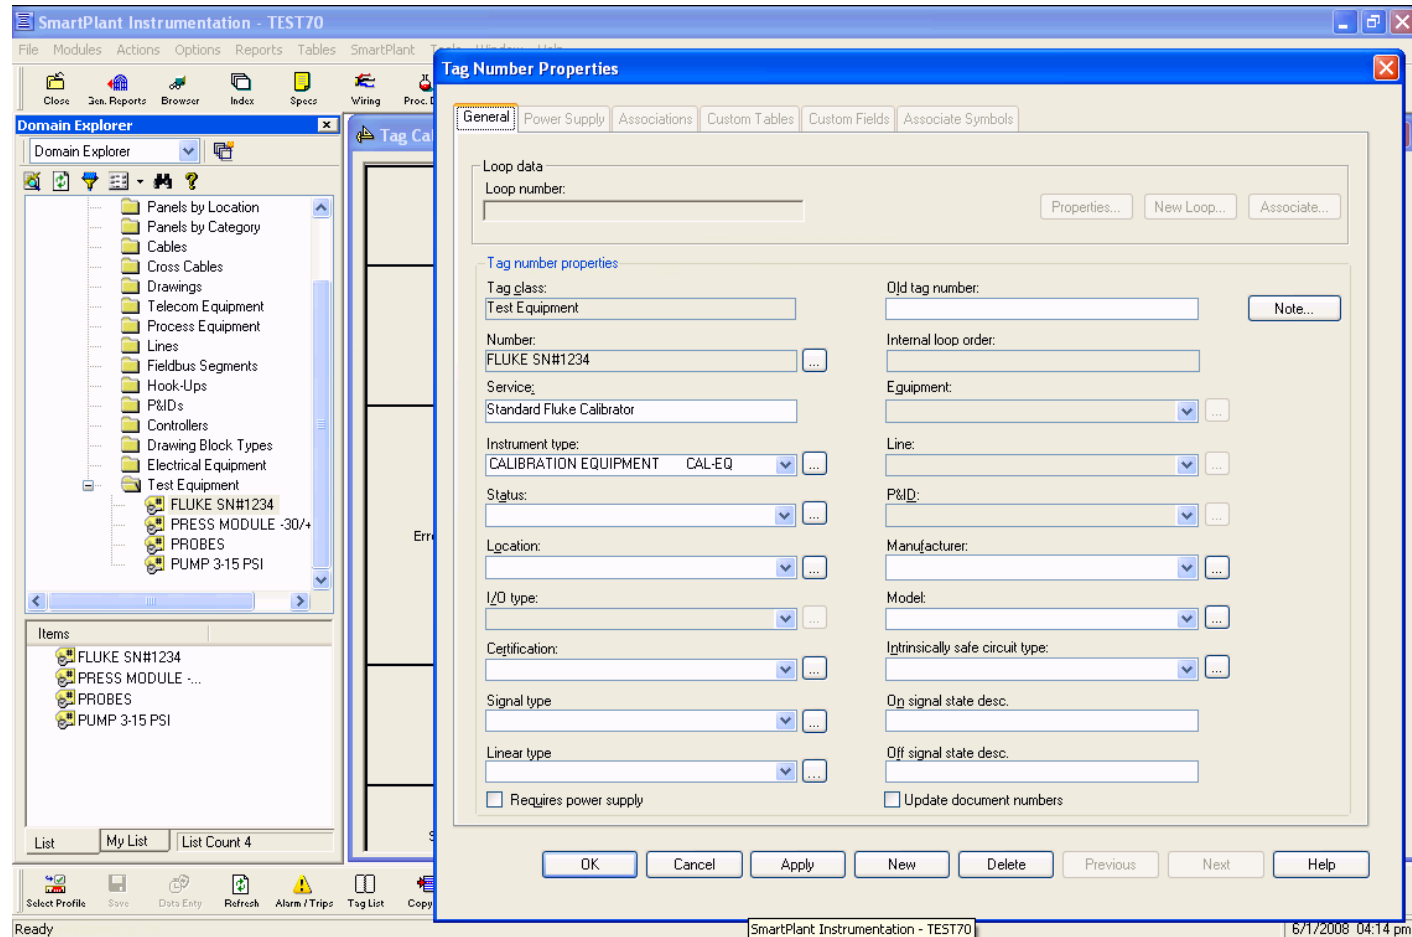 SmartPlant Instrumentation - TEST70
File Modules Actions Options Reports Tables SmartPlant Tools Window Help
Close Gen. Reports Browser Index Specs Wiring
Domain Explorer
Domain Explorer
Panels by Location
Panels by Category
Cables
Cross Cables
Drawings
Telecom Equipment
Process Equipment
Lines
Fieldbus Segments
Hook-Ups
P&IDs
Controllers
Drawing Block Types
Electrical Equipment
Test Equipment
FLUKE SN#1234
PRESS MODULE -30/+
PROBES
PUMP 3-15 PSI
Items
FLUKE SN#1234
PRESS MODULE -...
PROBES
PUMP 3-15 PSI
List My List List Count 4
Select Profile Save Data Enty Refresh Alarm / Trips Tag List Copy
Ready
Tag Cal
Erro
S
Tag Number Properties
General Power Supply Associations Custom Tables Custom Fields Associate Symbols
Loop data
Loop number:
Properties... New Loop... Associate...
Tag number properties
Tag class: Old tag number:
Test Equipment Note...
Number: Internal loop order:
FLUKE SN#1234 ...
Service: Equipment:
Standard Fluke Calibrator ...
Instrument type: Line:
CALIBRATION EQUIPMENT CAL-EQ ... ...
Status: P&ID:
... ...
Location: Manufacturer:
... ...
I/O type: Model:
... ...
Certification: Intrinsically safe circuit type:
... ...
Signal type On signal state desc.
...
Linear type Off signal state desc.
...
Requires power supply Update document numbers
OK Cancel Apply New Delete Previous Next Help
SmartPlant Instrumentation - TEST70
6/1/2008 04:14 pm